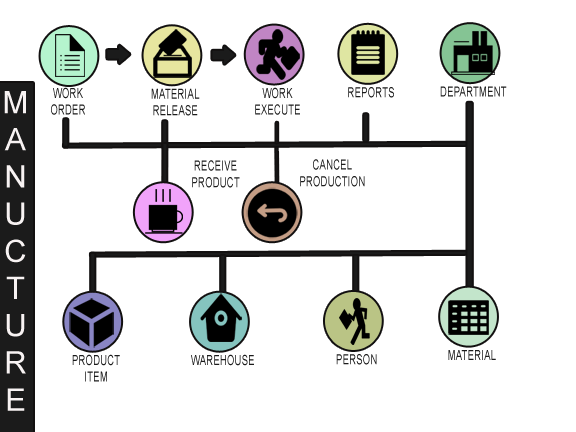 MANUCTURE
WORK
ORDER
MATERIAL
RELEASE
WORK
EXECUTE
REPORTS
DEPARTMENT
RECEIVE
PRODUCT
CANCEL
PRODUCTION
PRODUCT
ITEM
WAREHOUSE
PERSON
MATERIAL